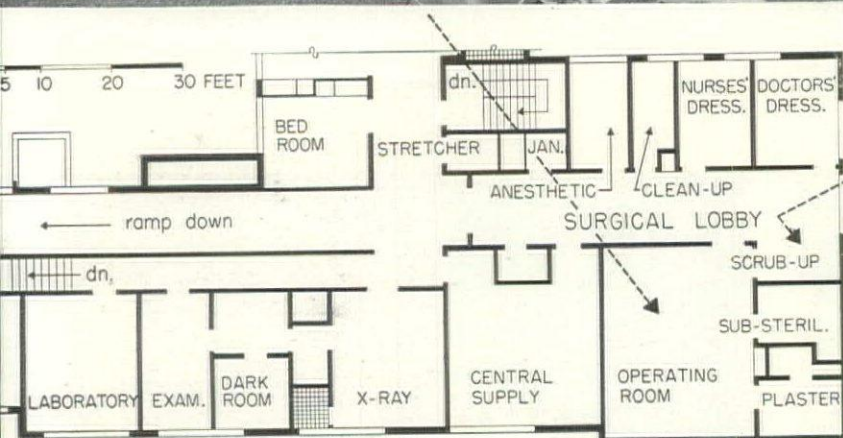 5 10 20 30 FEET
dn.
NURSES'
DRESS.
DOCTORS'
DRESS.
BED
ROOM
STRETCHER
JAN.
ANESTHETIC
CLEAN-UP
ramp down
SURGICAL LOBBY
SCRUB-UP
dn.
SUB-STERIL.
LABORATORY
EXAM.
DARK
ROOM
X-RAY
CENTRAL
SUPPLY
OPERATING
ROOM
PLASTER